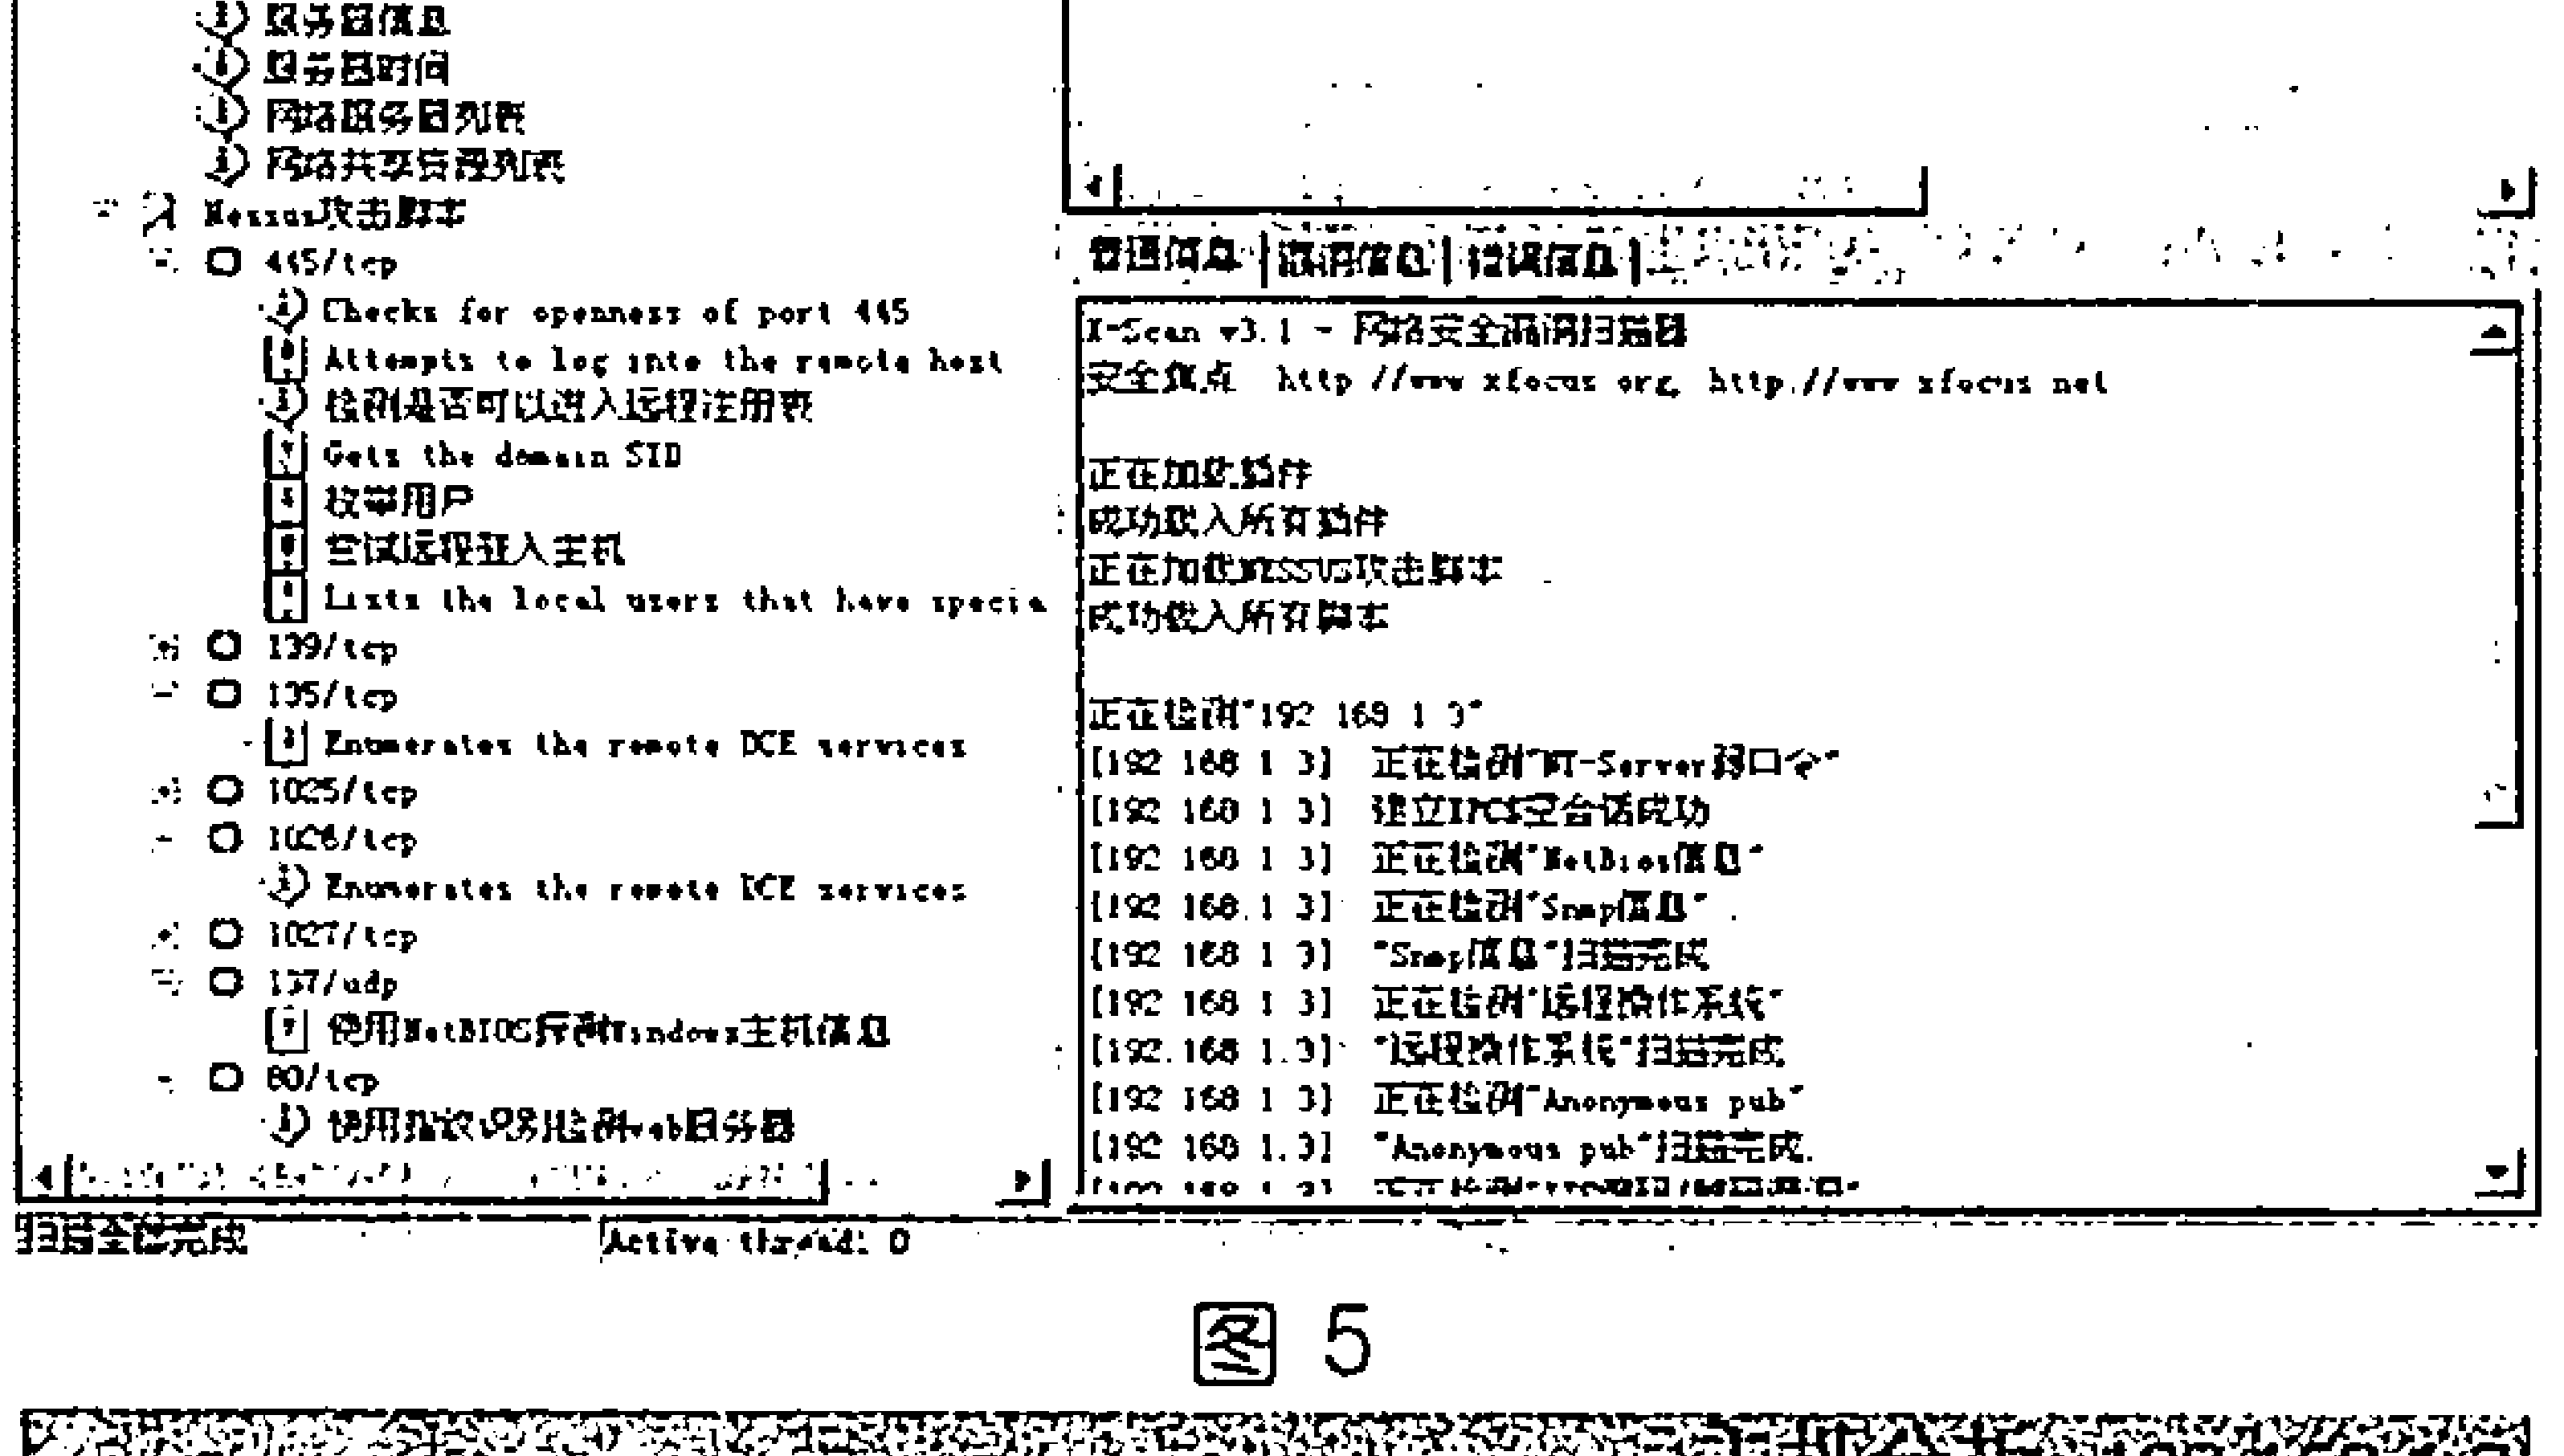 服务器信息
服务器时间
网络服务器列表
网络共享资源列表
Nessus攻击脚本
445/tcp
Checks for openness of port 445
Attempts to log into the remote host
检测是否可以进入远程注册表
Gets the domain SID
枚举用户
尝试远程登入主机
Lists the local users that have specia
139/tcp
135/tcp
Enumerates the remote DCE services
1025/tcp
1026/tcp
Enumerates the remote DCE services
1027/tcp
137/udp
使用NetBIOS探测Windows主机信息
80/tcp
使用协议识别检测web服务器
扫描全部完成
Active thread: 0
普通信息 漏洞信息 错误信息
X-Scan v3.1 - 网络安全漏洞扫描器
安全焦点 http://www xfocus org, http://www xfocus net
正在加载插件
成功载入所有插件
正在加载NESSUS攻击脚本
成功载入所有脚本
正在检测"192 168 1 3"
[192 168 1 3] 正在检测"NT-Server弱口令"
[192 168 1 3] 建立IPC$空会话成功
[192 168 1 3] 正在检测"NetBios信息"
[192 168.1 3] 正在检测"Snmp信息"
[192 168 1 3] "Snmp信息"扫描完成
[192 168 1 3] 正在检测"远程操作系统"
[192.168 1.3] "远程操作系统"扫描完成
[192 168 1 3] 正在检测"Anonymous pub"
[192 168 1.3] "Anonymous pub"扫描完成.
图 5